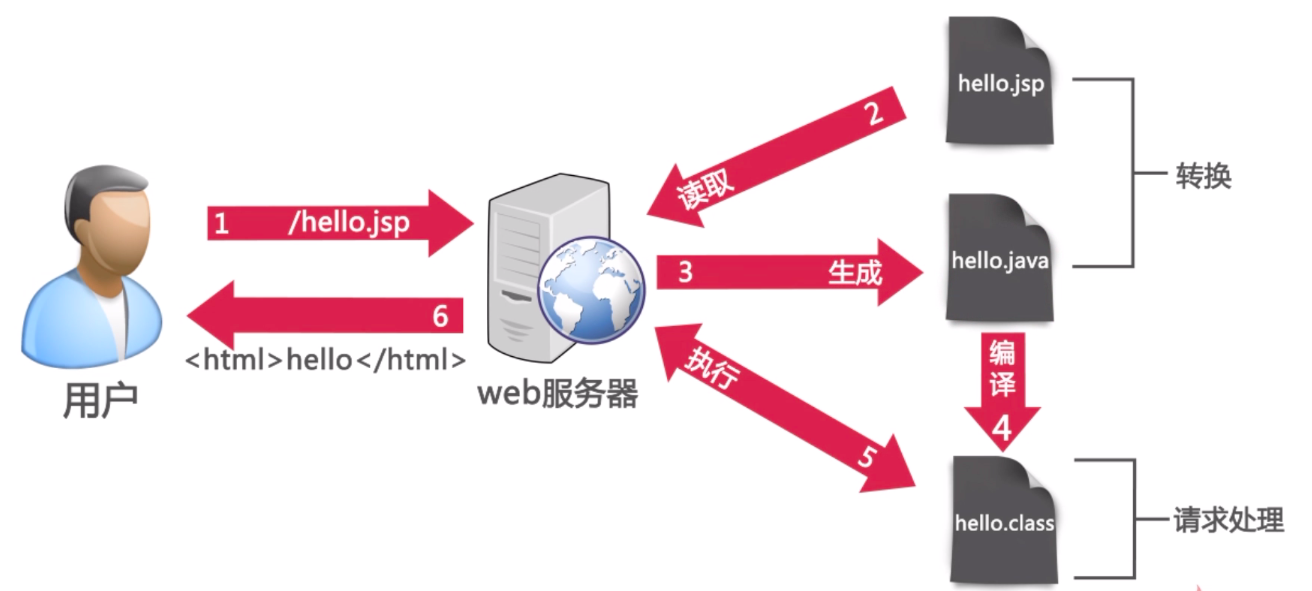 1 /hello.jsp
6
<html>hello</html>
用户
web服务器
2 读取
hello.jsp
3 生成
hello.java
转换
编译
4
执行 5
hello.class
请求处理